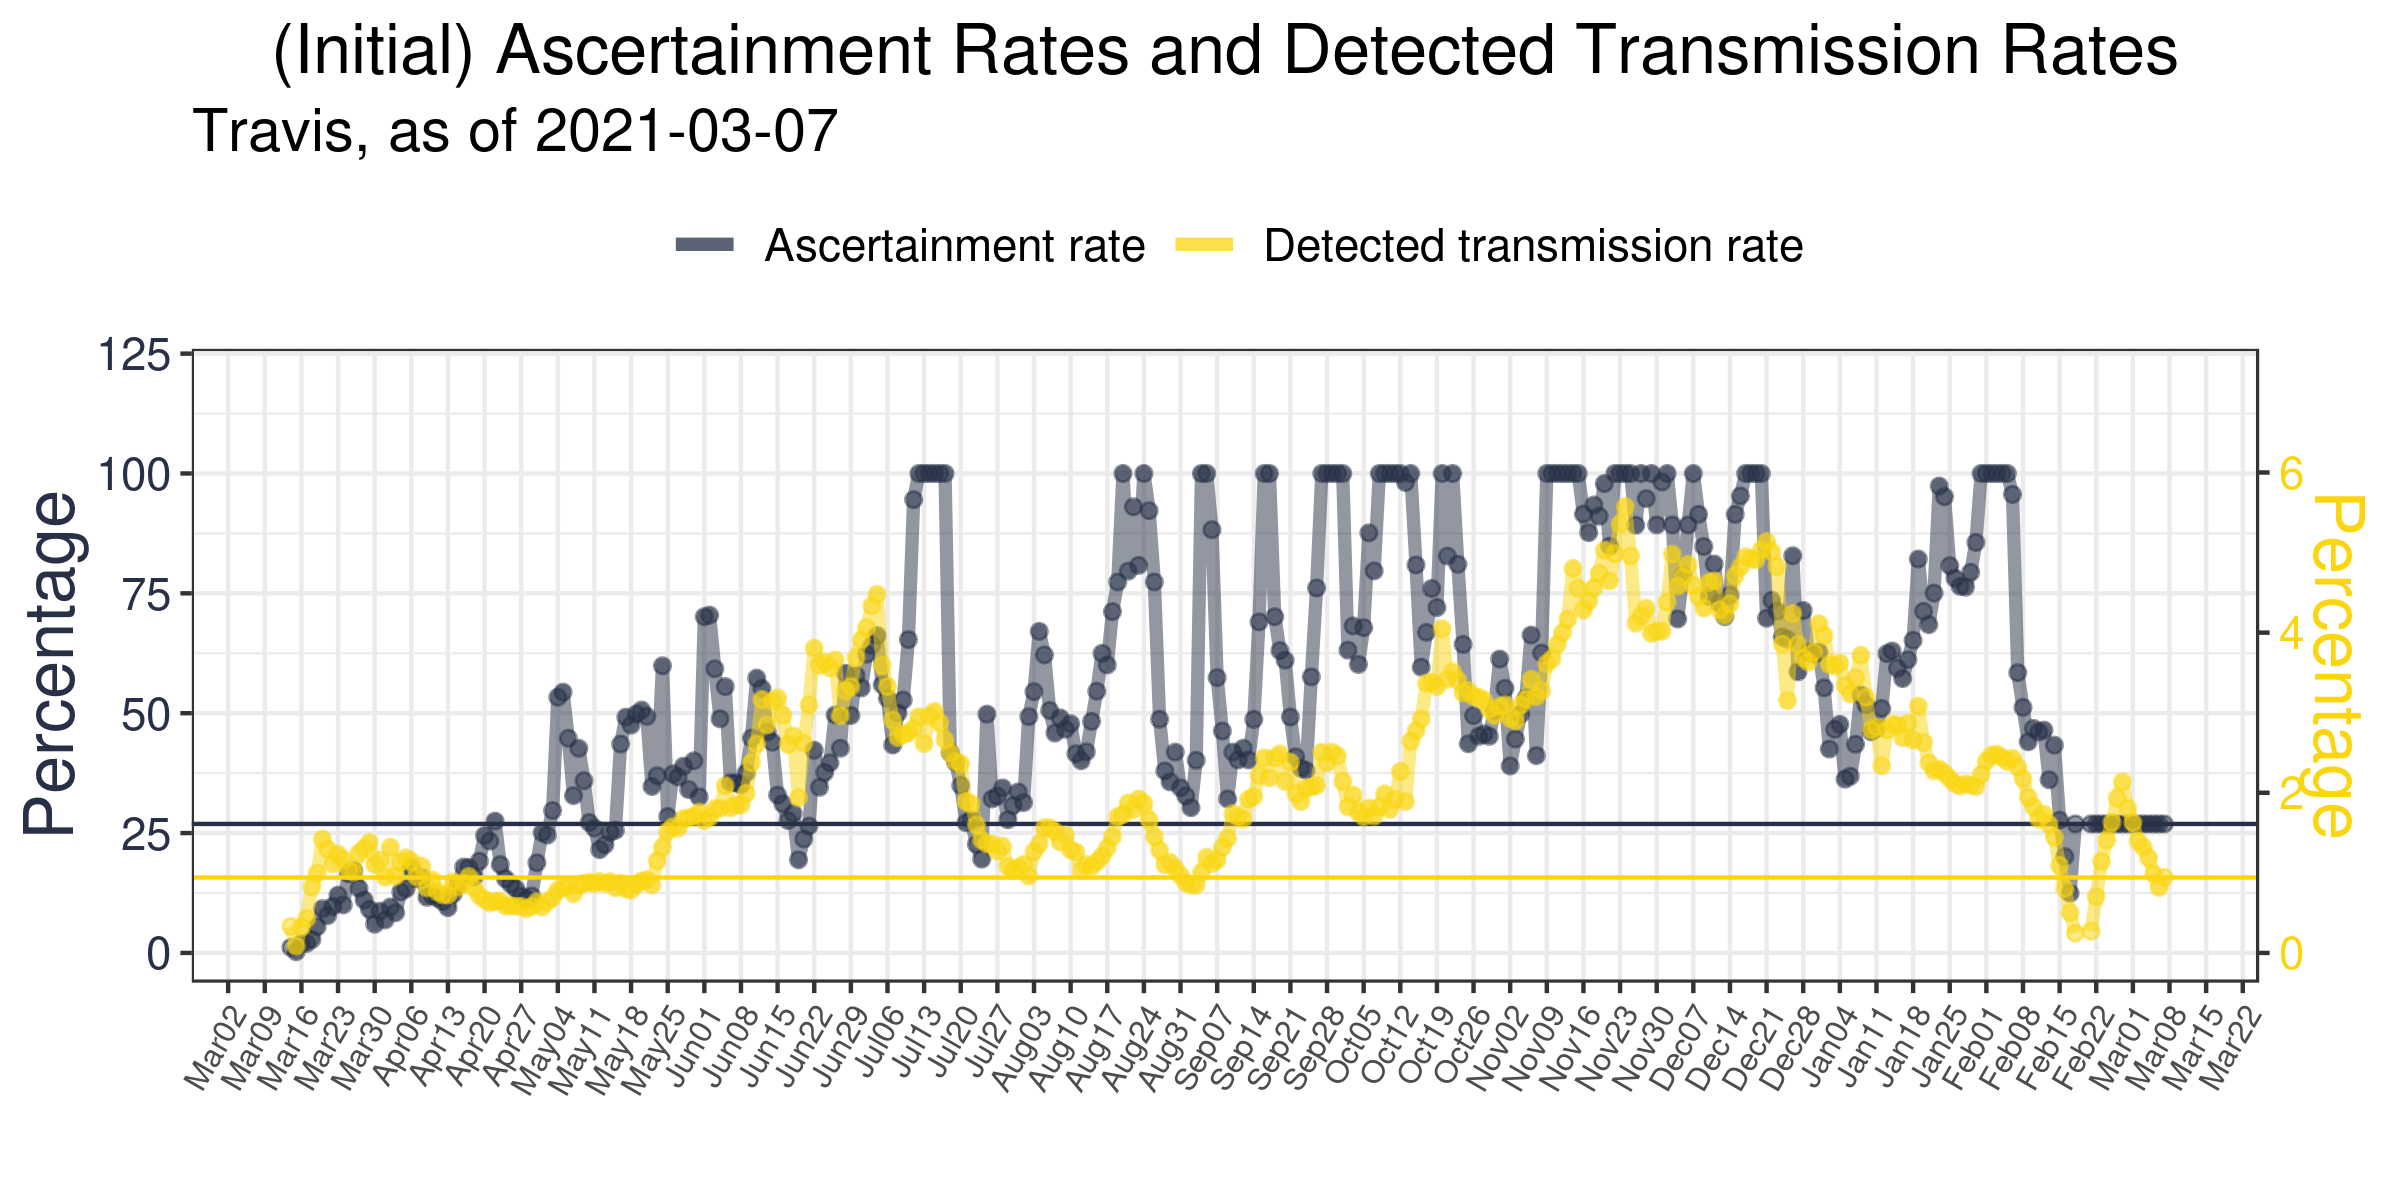 (Initial) Ascertainment Rates and Detected Transmission Rates
Travis, as of 2021-03-07
Ascertainment rate
Detected transmission rate
Percentage
125
100
75
50
25
0
6
4
2
0
Percentage
Mar02
Mar09
Mar16
Mar23
Mar30
Apr06
Apr13
Apr20
Apr27
May04
May11
May18
May25
Jun01
Jun08
Jun15
Jun22
Jun29
Jul06
Jul13
Jul20
Jul27
Aug03
Aug10
Aug17
Aug24
Aug31
Sep07
Sep14
Sep21
Sep28
Oct05
Oct12
Oct19
Oct26
Nov02
Nov09
Nov16
Nov23
Nov30
Dec07
Dec14
Dec21
Dec28
Dec04
Jan11
Jan18
Jan25
Feb01
Feb08
Feb15
Feb22
Mar01
Mar08
Mar15
Mar22